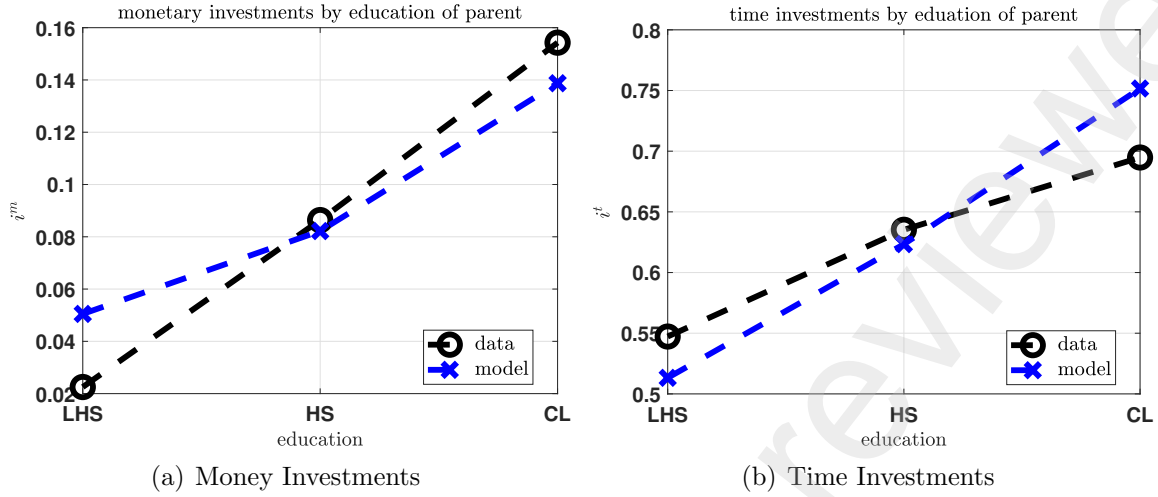 monetary investments by education of parent
0.16
0.14
0.12
0.1
0.08
0.06
0.04
0.02
i^m
LHS HS CL
education
data
model
(a) Money Investments
time investments by eduation of parent
0.8
0.75
0.7
0.65
0.6
0.55
0.5
i^t
LHS HS CL
education
data
model
(b) Time Investments